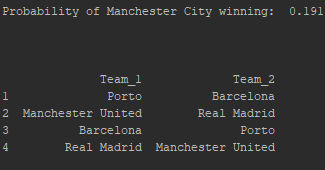 Probability of Manchester City winning:  0.191
Team_1 Team_2
1 Porto Barcelona
2 Manchester United Real Madrid
3 Barcelona Porto
4 Real Madrid Manchester United